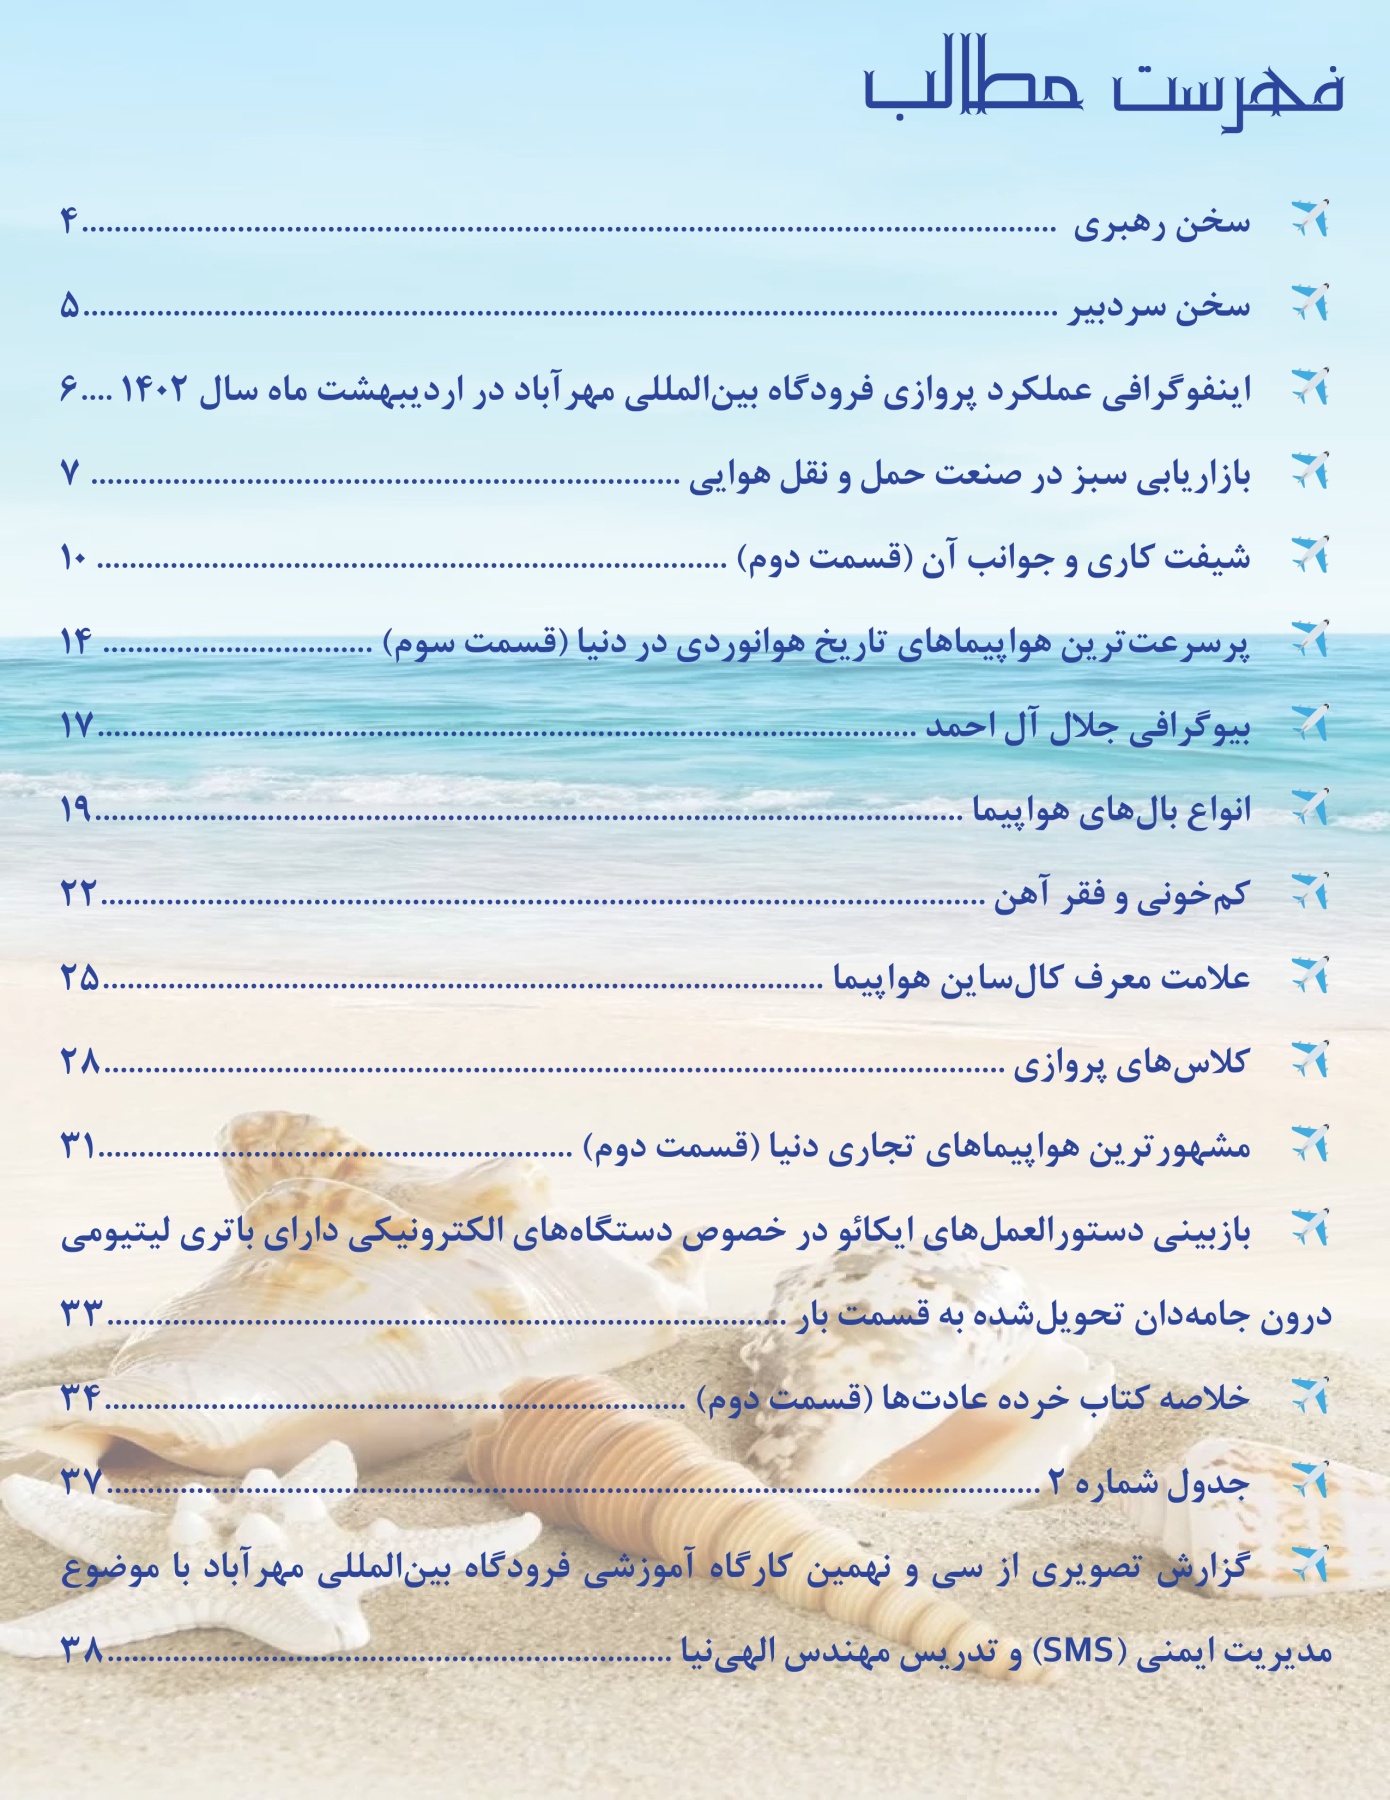 فهرست مطالب
سخن رهبری ........................................ ۴
سخن سردبیر ........................................ ۵
اینفوگرافی عملکرد پروازی فرودگاه بین‌المللی مهرآباد در اردیبهشت ماه سال ۱۴۰۲ .... ۶
بازاریابی سبز در صنعت حمل و نقل هوایی ........................................ ۷
شیفت کاری و جوانب آن (قسمت دوم) ........................................ ۱۰
پرسرعت‌ترین هواپیماهای تاریخ هوانوردی در دنیا (قسمت سوم) ........................................ ۱۴
بیوگرافی جلال آل احمد ........................................ ۱۷
انواع بال‌های هواپیما ........................................ ۱۹
کم‌خونی و فقر آهن ........................................ ۲۲
علامت معرف کال‌ساین هواپیما ........................................ ۲۵
کلاس‌های پروازی ........................................ ۲۸
مشهورترین هواپیماهای تجاری دنیا (قسمت دوم) ........................................ ۳۱
بازبینی دستورالعمل‌های ایکائو در خصوص دستگاه‌های الکترونیکی دارای باتری لیتیومی
درون جامه‌دان تحویل‌شده به قسمت بار ........................................ ۳۳
خلاصه کتاب خرده عادت‌ها (قسمت دوم) ........................................ ۳۴
جدول شماره ۲ ........................................ ۳۷
گزارش تصویری از سی و نهمین کارگاه آموزشی فرودگاه بین‌المللی مهرآباد با موضوع
مدیریت ایمنی (SMS) و تدریس مهندس الهی‌نیا ........................................ ۳۸